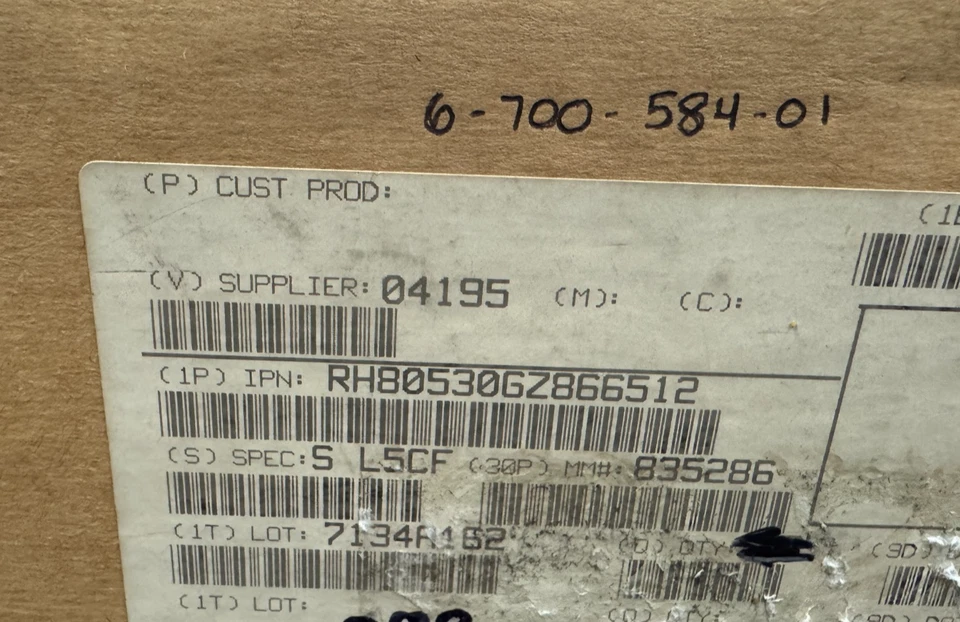 6-700-584-01
(P) CUST PROD:
(V) SUPPLIER: 04195 (M): (C):
(1P) IPN: RH80530GZ866512
(S) SPEC: S L5CF (30P) MM#: 835286
(1T) LOT: QTY
(1T) LOT: